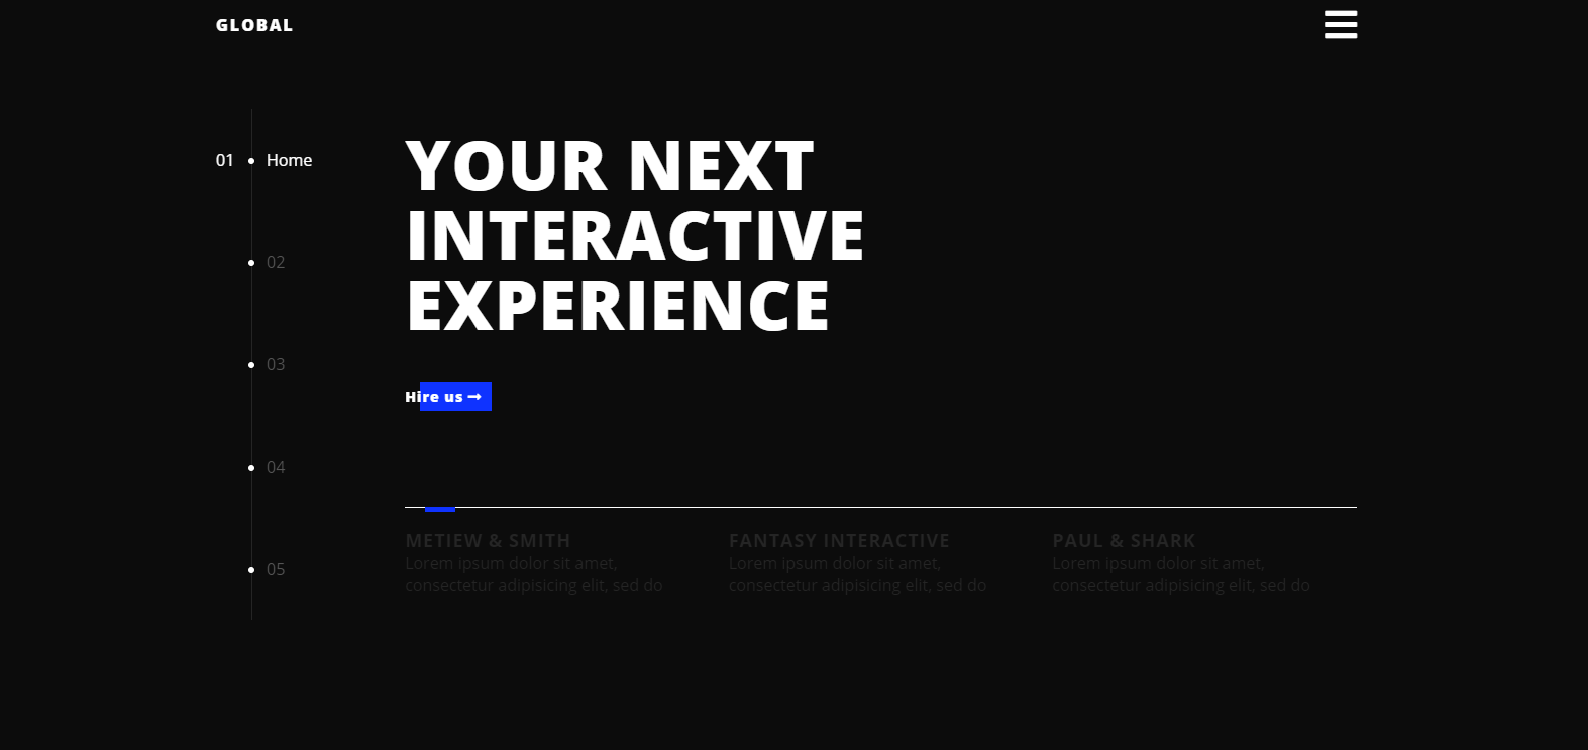 GLOBAL
01 Home
02
03
04
05
YOUR NEXT
INTERACTIVE
EXPERIENCE
Hire us →
METIEW & SMITH
Lorem ipsum dolor sit amet,
consectetur adipisicing elit, sed do
FANTASY INTERACTIVE
Lorem ipsum dolor sit amet,
consectetur adipisicing elit, sed do
PAUL & SHARK
Lorem ipsum dolor sit amet,
consectetur adipisicing elit, sed do